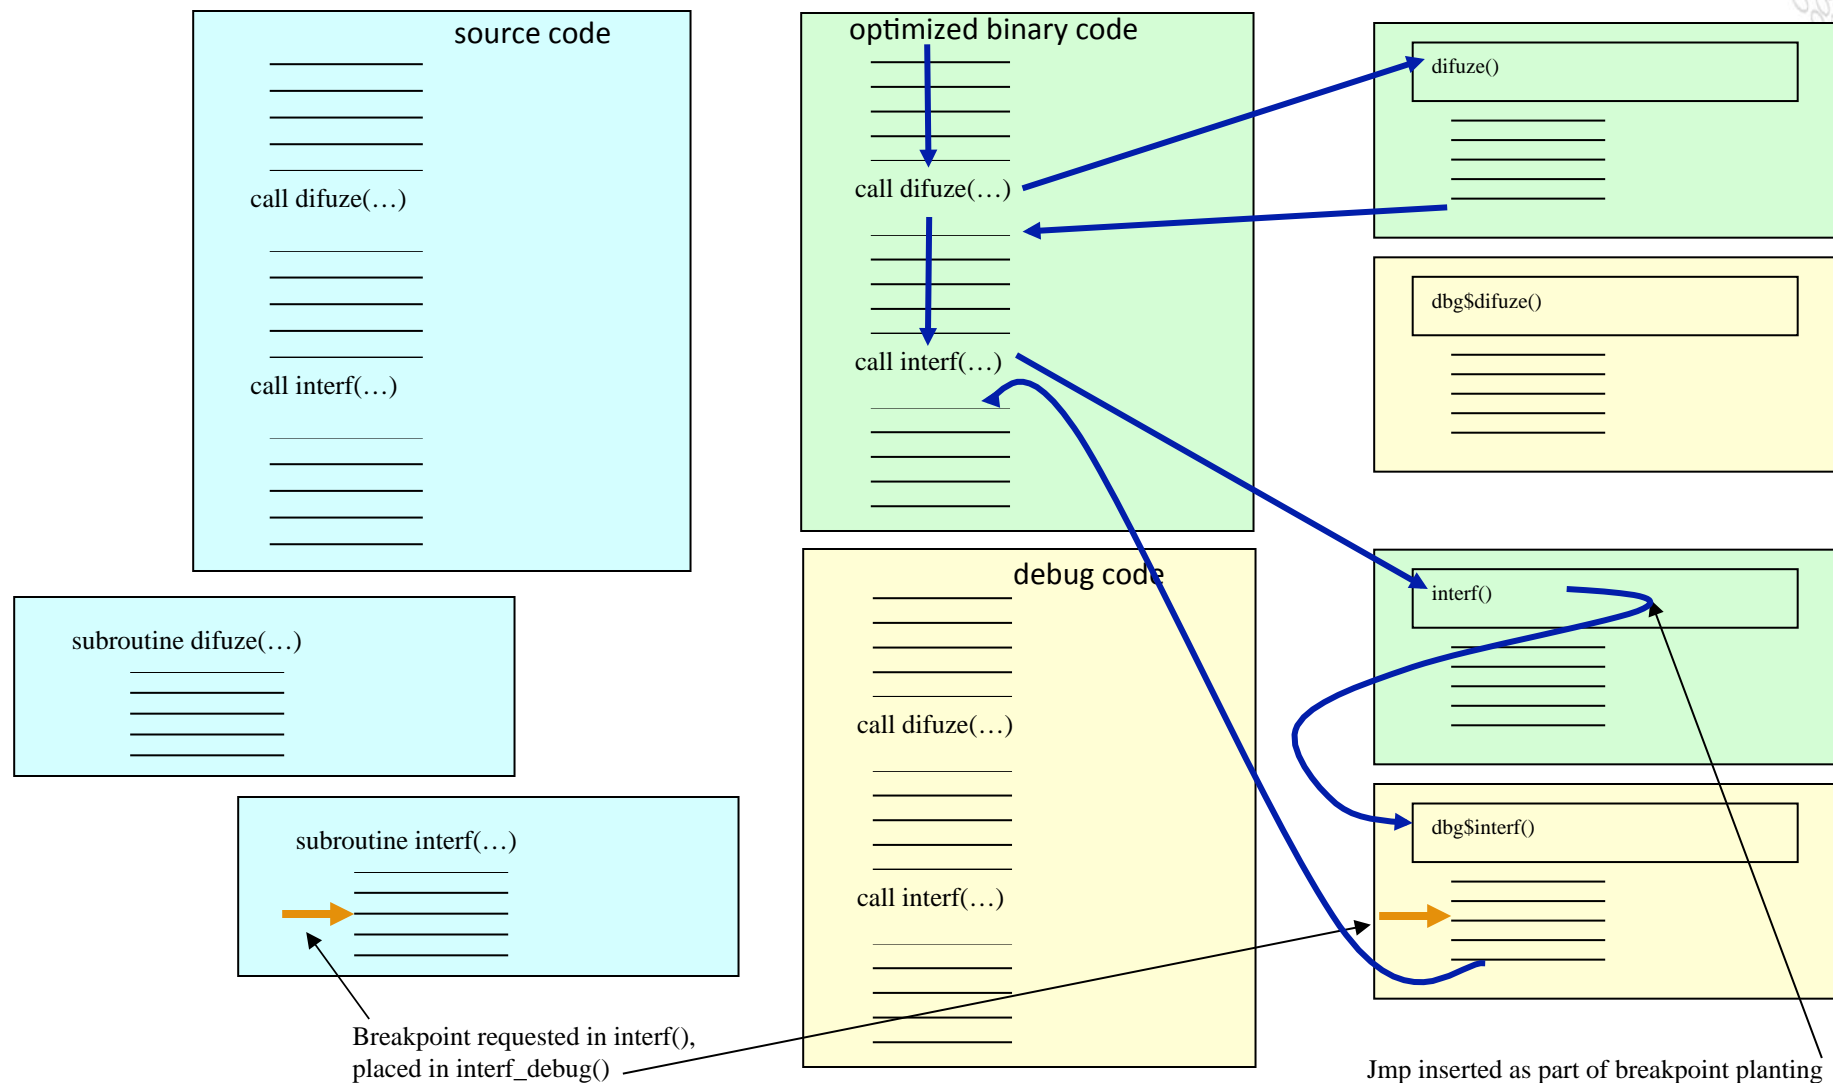 source code
call difuze(…)
call interf(…)
subroutine difuze(…)
subroutine interf(…)
Breakpoint requested in interf(),
placed in interf_debug()
optimized binary code
call difuze(…)
call interf(…)
debug code
call difuze(…)
call interf(…)
difuze()
dbg$difuze()
interf()
dbg$interf()
Jmp inserted as part of breakpoint planting